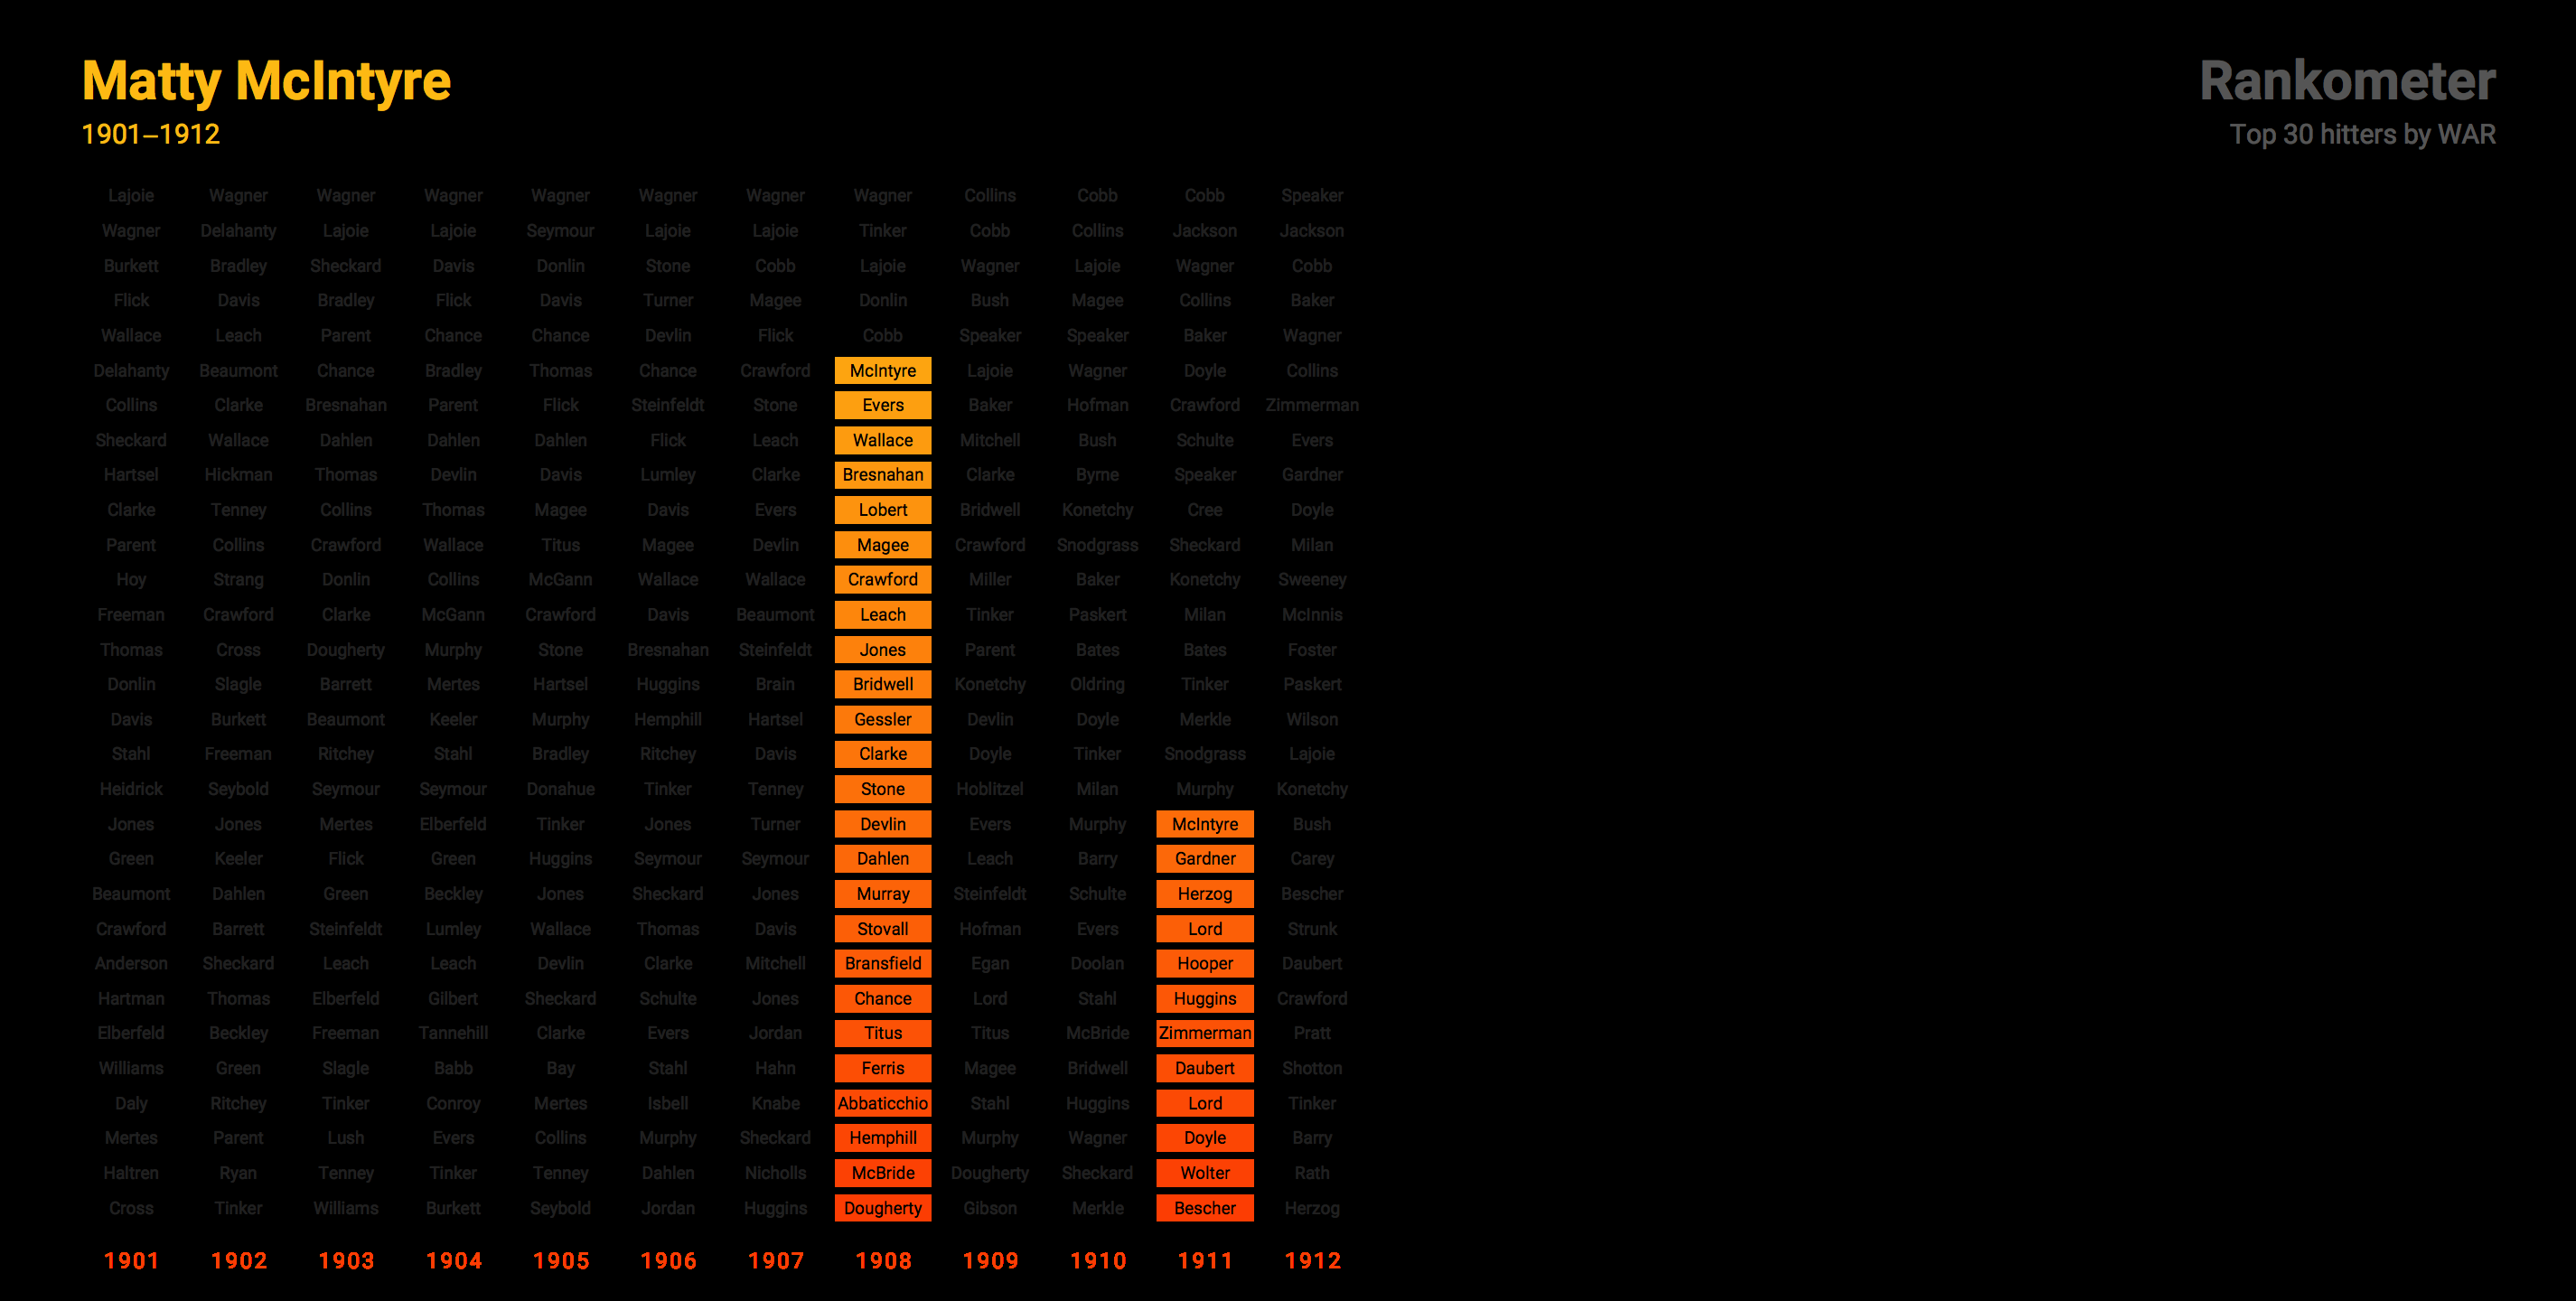 Matty McIntyre
1901–1912
Rankometer
Top 30 hitters by WAR
Lajoie Wagner Wagner Wagner Wagner Wagner Wagner Wagner Collins Cobb Cobb Speaker
Wagner Delahanty Lajoie Lajoie Seymour Lajoie Lajoie Tinker Cobb Collins Jackson Jackson
Burkett Bradley Sheckard Davis Donlin Stone Cobb Lajoie Wagner Lajoie Wagner Cobb
Flick Davis Bradley Flick Davis Turner Magee Donlin Bush Magee Collins Baker
Wallace Leach Parent Chance Chance Devlin Flick Cobb Speaker Speaker Baker Wagner
Delahanty Beaumont Chance Bradley Thomas Chance Crawford McIntyre Lajoie Wagner Doyle Collins
Collins Clarke Bresnahan Parent Flick Steinfeldt Stone Evers Baker Hofman Crawford Zimmerman
Sheckard Wallace Dahlen Dahlen Dahlen Flick Leach Wallace Mitchell Bush Schulte Evers
Hartsel Hickman Thomas Devlin Davis Lumley Clarke Bresnahan Clarke Byrne Speaker Gardner
Clarke Tenney Collins Thomas Magee Davis Evers Lobert Bridwell Konetchy Cree Doyle
Parent Collins Crawford Wallace Titus Magee Devlin Magee Crawford Snodgrass Sheckard Milan
Hoy Strang Donlin Collins McGann Wallace Wallace Crawford Miller Baker Konetchy Sweeney
Freeman Crawford Clarke McGann Crawford Davis Beaumont Leach Tinker Paskert Milan McInnis
Thomas Cross Dougherty Murphy Stone Bresnahan Steinfeldt Jones Parent Bates Bates Foster
Donlin Slagle Barrett Mertes Hartsel Huggins Brain Bridwell Konetchy Oldring Tinker Paskert
Davis Burkett Beaumont Keeler Murphy Hemphill Hartsel Gessler Devlin Doyle Merkle Wilson
Stahl Freeman Ritchey Stahl Bradley Ritchey Davis Clarke Doyle Tinker Snodgrass Lajoie
Heidrick Seybold Seymour Seymour Donahue Tinker Tenney Stone Hoblitzel Milan Murphy Konetchy
Jones Jones Mertes Elberfeld Tinker Jones Turner Devlin Evers Murphy McIntyre Bush
Green Keeler Flick Green Huggins Seymour Seymour Dahlen Leach Barry Gardner Carey
Beaumont Dahlen Green Beckley Jones Sheckard Jones Murray Steinfeldt Schulte Herzog Bescher
Crawford Barrett Steinfeldt Lumley Wallace Thomas Davis Stovall Hofman Evers Lord Strunk
Anderson Sheckard Leach Leach Devlin Clarke Mitchell Bransfield Egan Doolan Hooper Daubert
Hartman Thomas Elberfeld Gilbert Sheckard Schulte Jones Chance Lord Stahl Huggins Crawford
Elberfeld Beckley Freeman Tannehill Clarke Evers Jordan Titus Titus McBride Zimmerman Pratt
Williams Green Slagle Babb Bay Stahl Hahn Ferris Magee Bridwell Daubert Shotton
Daly Ritchey Tinker Conroy Mertes Isbell Knabe Abbaticchio Stahl Huggins Lord Tinker
Mertes Parent Lush Evers Collins Murphy Sheckard Hemphill Murphy Wagner Doyle Barry
Haltren Ryan Tenney Tinker Tenney Dahlen Nicholls McBride Dougherty Sheckard Wolter Rath
Cross Tinker Williams Burkett Seybold Jordan Huggins Dougherty Gibson Merkle Bescher Herzog
1901 1902 1903 1904 1905 1906 1907 1908 1909 1910 1911 1912